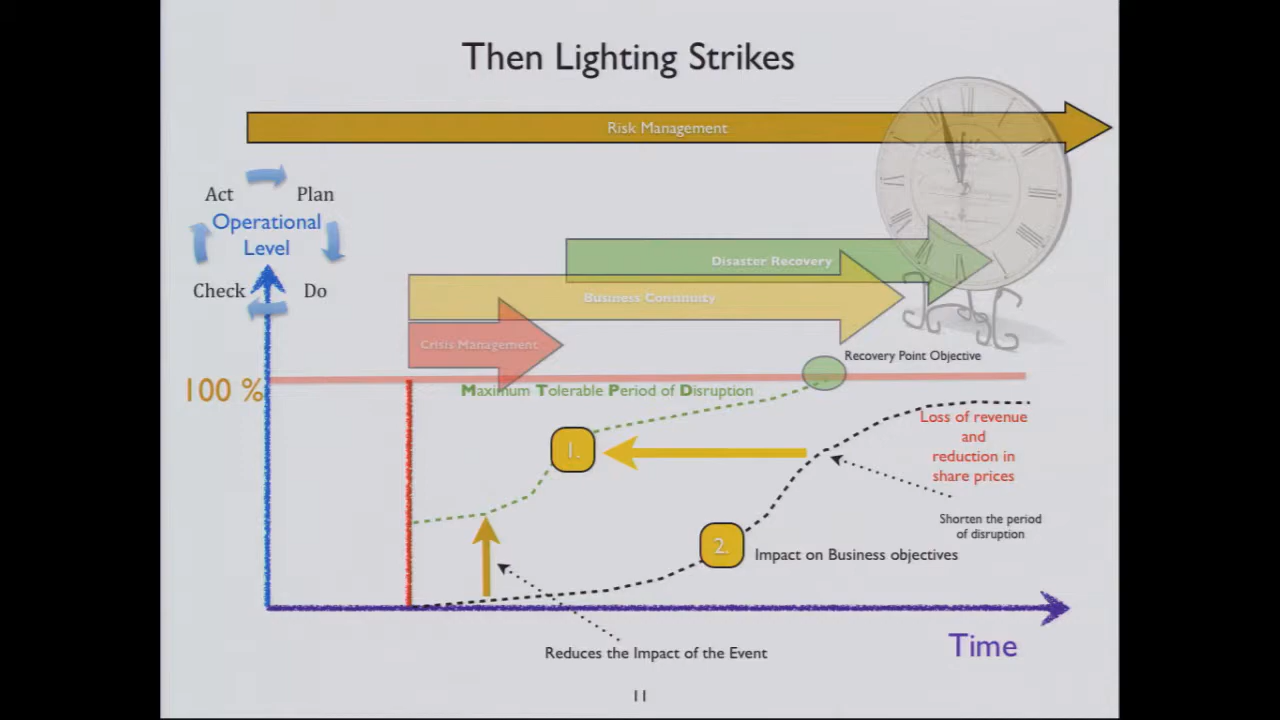 Then Lighting Strikes
Risk Management
Act
Plan
Operational
Level
Check
Do
Disaster Recovery
Business Continuity
Crisis Management
Recovery Point Objective
100 %
Maximum Tolerable Period of Disruption
Loss of revenue
and
reduction in
share prices
1.
Shorten the period
of disruption
2.
Impact on Business objectives
Time
Reduces the Impact of the Event
11